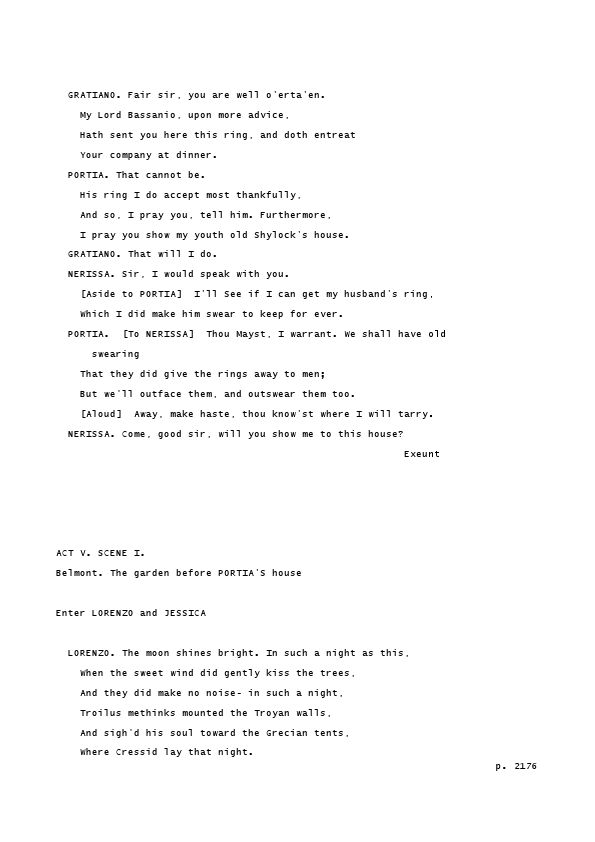 GRATIANO. Fair sir, you are well o'erta'en.
My Lord Bassanio, upon more advice,
Hath sent you here this ring, and doth entreat
Your company at dinner.
PORTIA. That cannot be.
His ring I do accept most thankfully,
And so, I pray you, tell him. Furthermore,
I pray you show my youth old Shylock's house.
GRATIANO. That will I do.
NERISSA. Sir, I would speak with you.
[Aside to PORTIA]  I'll See if I can get my husband's ring,
Which I did make him swear to keep for ever.
PORTIA.  [To NERISSA]  Thou Mayst, I warrant. We shall have old
swearing
That they did give the rings away to men;
But we'll outface them, and outswear them too.
[Aloud]  Away, make haste, thou know'st where I will tarry.
NERISSA. Come, good sir, will you show me to this house?
Exeunt
ACT V. SCENE I.
Belmont. The garden before PORTIA'S house
Enter LORENZO and JESSICA
LORENZO. The moon shines bright. In such a night as this,
When the sweet wind did gently kiss the trees,
And they did make no noise- in such a night,
Troilus methinks mounted the Troyan walls,
And sigh'd his soul toward the Grecian tents,
Where Cressid lay that night.
p. 2176